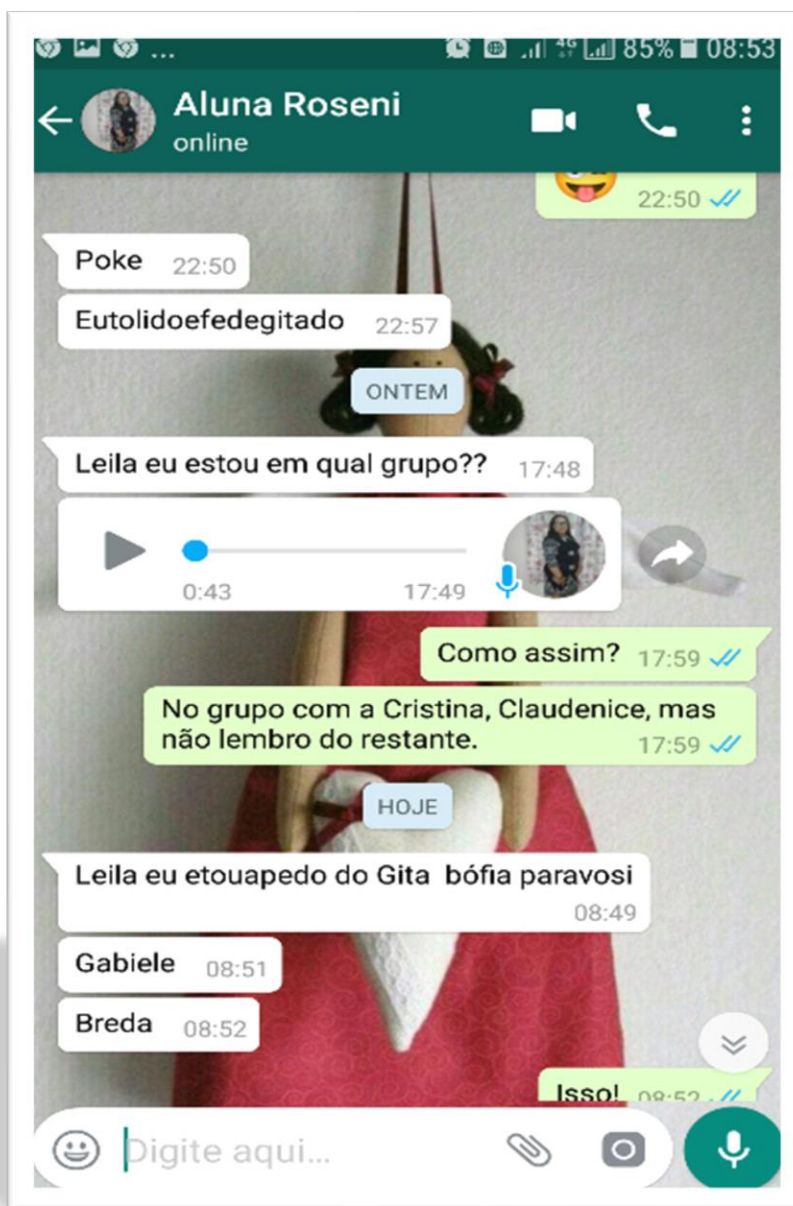 ... 4G 85% 08:53
Aluna Roseni
online
22:50
Poke 22:50
Eutolidoefedegitado 22:57
ONTEM
Leila eu estou em qual grupo?? 17:48
0:43 17:49
Como assim? 17:59
No grupo com a Cristina, Claudenice, mas
não lembro do restante. 17:59
HOJE
Leila eu etouapedo do Gita bófia paravosi
08:49
Gabiele 08:51
Breda 08:52
Isso! 08:52
Digite aqui...